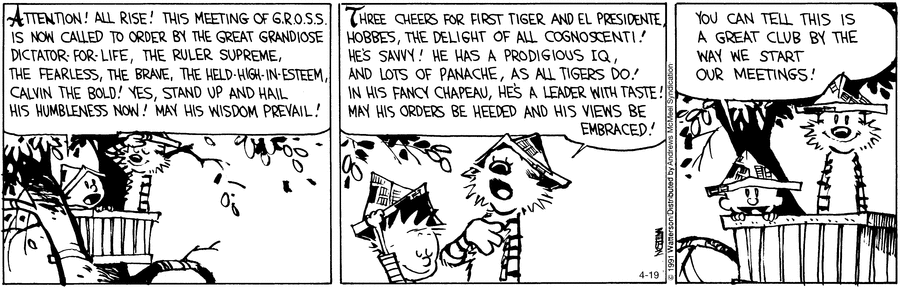 ATTENTION! ALL RISE! THIS MEETING OF G.R.O.S.S.
IS NOW CALLED TO ORDER BY THE GREAT GRANDIOSE
DICTATOR-FOR-LIFE, THE RULER SUPREME,
THE FEARLESS, THE BRAVE, THE HELD-HIGH-IN-ESTEEM,
CALVIN THE BOLD! YES, STAND UP AND HAIL
HIS HUMBLENESS NOW! MAY HIS WISDOM PREVAIL!
THREE CHEERS FOR FIRST TIGER AND EL PRESIDENTE,
HOBBES, THE DELIGHT OF ALL COGNOSCENTI!
HE'S SAVVY! HE HAS A PRODIGIOUS IQ,
AND LOTS OF PANACHE, AS ALL TIGERS DO!
IN HIS FANCY CHAPEAU, HE'S A LEADER WITH TASTE!
MAY HIS ORDERS BE HEEDED AND HIS VIEWS BE
EMBRACED!
WATTERSON
4-19
© 1991 Watterson/Distributed by Andrews McMeel Syndication
YOU CAN TELL THIS IS
A GREAT CLUB BY THE
WAY WE START
OUR MEETINGS!